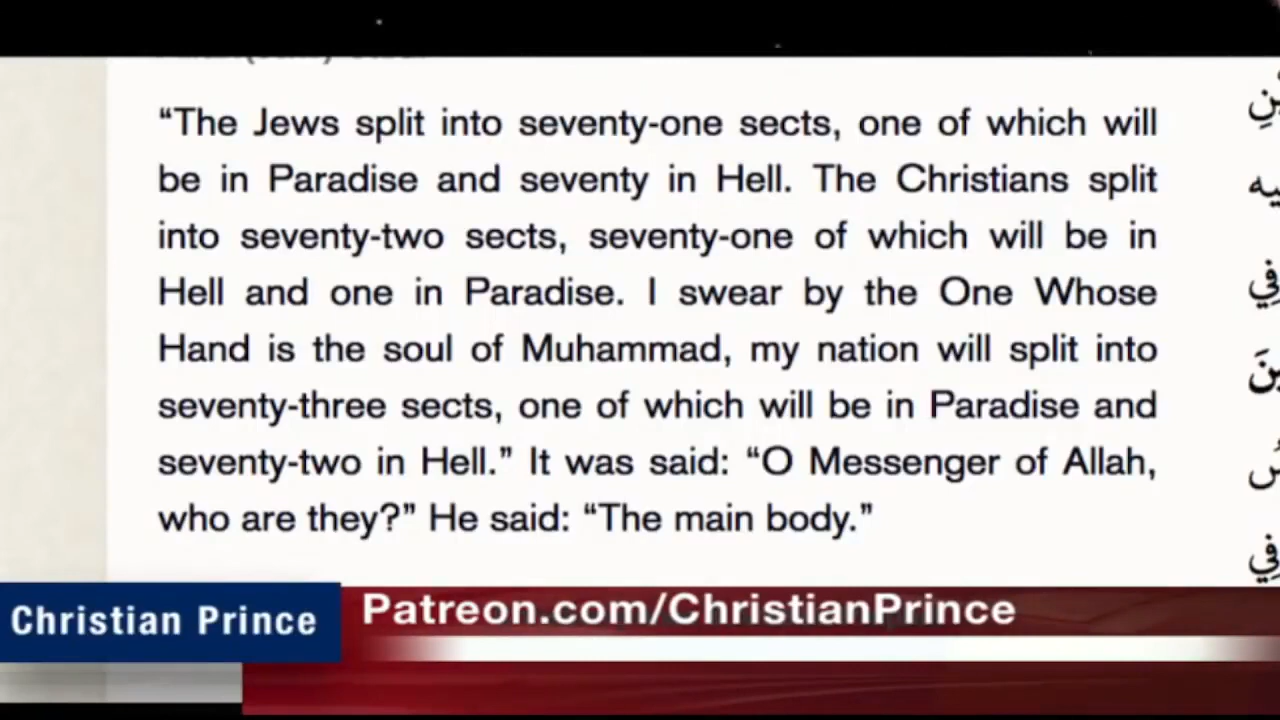 “The Jews split into seventy-one sects, one of which will
be in Paradise and seventy in Hell. The Christians split
into seventy-two sects, seventy-one of which will be in
Hell and one in Paradise. I swear by the One Whose
Hand is the soul of Muhammad, my nation will split into
seventy-three sects, one of which will be in Paradise and
seventy-two in Hell.” It was said: “O Messenger of Allah,
who are they?” He said: “The main body.”
Christian Prince
Patreon.com/ChristianPrince